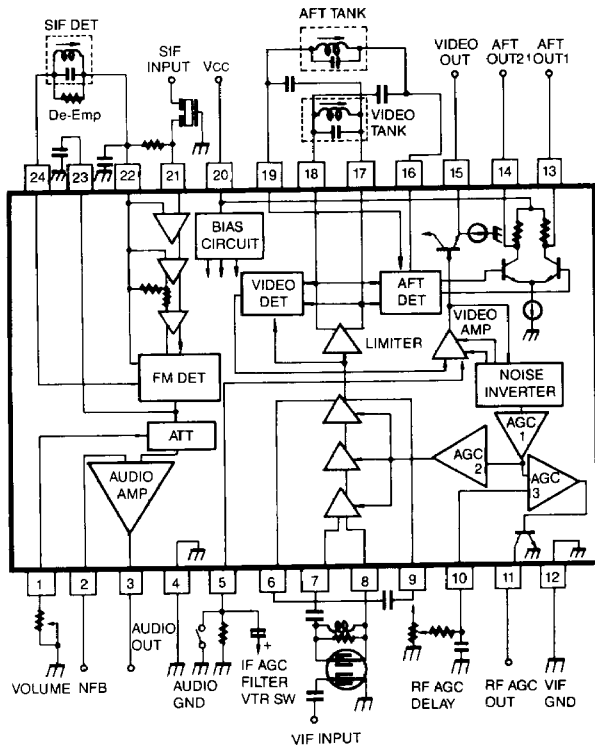 AFT TANK
SIF DET
SIF
INPUT
VCC
VIDEO
OUT
AFT
OUT2
AFT
1 OUT1
De-Emp
VIDEO
TANK
24
23
22
21
20
19
18
17
16
15
14
13
BIAS
CIRCUIT
VIDEO
DET
AFT
DET
VIDEO
AMP
LIMITER
FM DET
NOISE
INVERTER
ATT
AGC
1
AGC
2
AGC
3
AUDIO
AMP
1
2
3
4
5
6
7
8
9
10
11
12
AUDIO
OUT
VOLUME
NFB
AUDIO
GND
+
IF AGC
FILTER
VTR SW
RF AGC
DELAY
RF AGC
OUT
VIF
GND
VIF INPUT